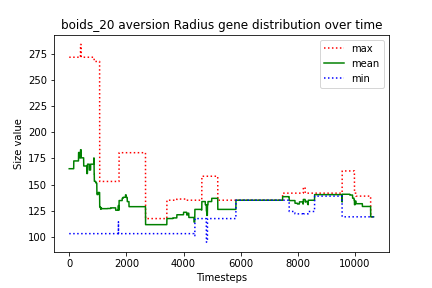 boids_20 aversion Radius gene distribution over time
Size value
275
250
225
200
175
150
125
100
0
2000
4000
6000
8000
10000
Timesteps
max
mean
min